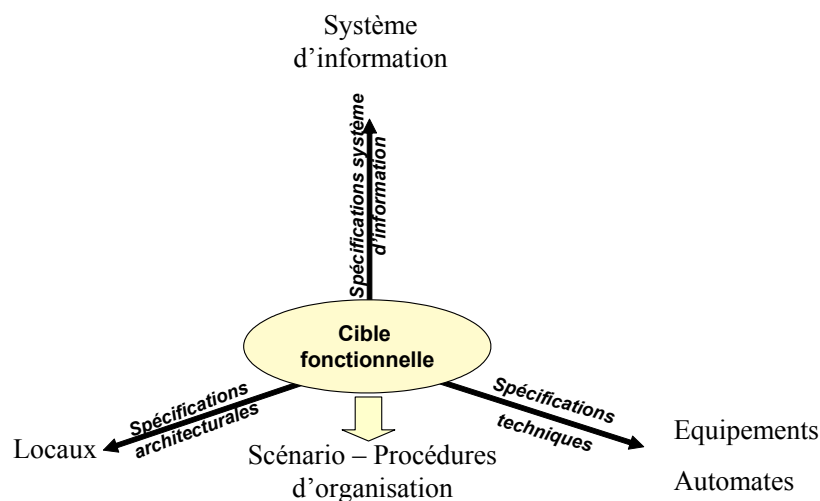 Système
d’information
Spécifications système
d’information
Cible
fonctionnelle
Spécifications
architecturales
Spécifications
techniques
Locaux
Scénario – Procédures
d’organisation
Equipements
Automates